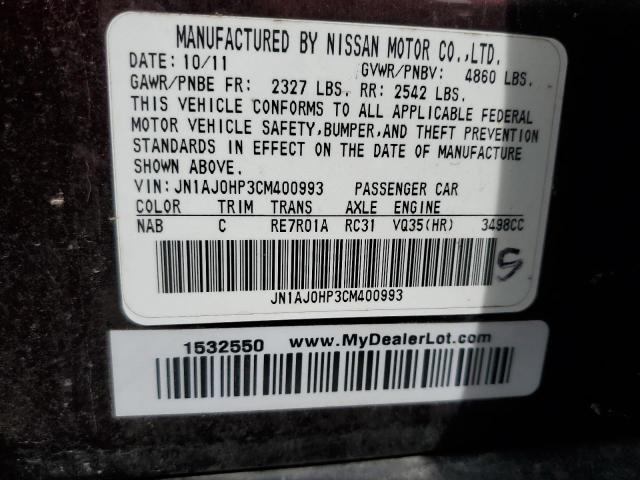 MANUFACTURED BY NISSAN MOTOR CO.,LTD.
DATE: 10/11 GVWR/PNBV: 4860 LBS.
GAWR/PNBE FR: 2327 LBS. RR: 2542 LBS.
THIS VEHICLE CONFORMS TO ALL APPLICABLE FEDERAL
MOTOR VEHICLE SAFETY,BUMPER,AND THEFT PREVENTION
STANDARDS IN EFFECT ON THE DATE OF MANUFACTURE
SHOWN ABOVE.
VIN:JN1AJ0HP3CM400993 PASSENGER CAR
COLOR TRIM TRANS AXLE ENGINE
NAB C RE7R01A RC31 VQ35(HR) 3498CC
5
JN1AJ0HP3CM400993
1532550 www.MyDealerLot.com